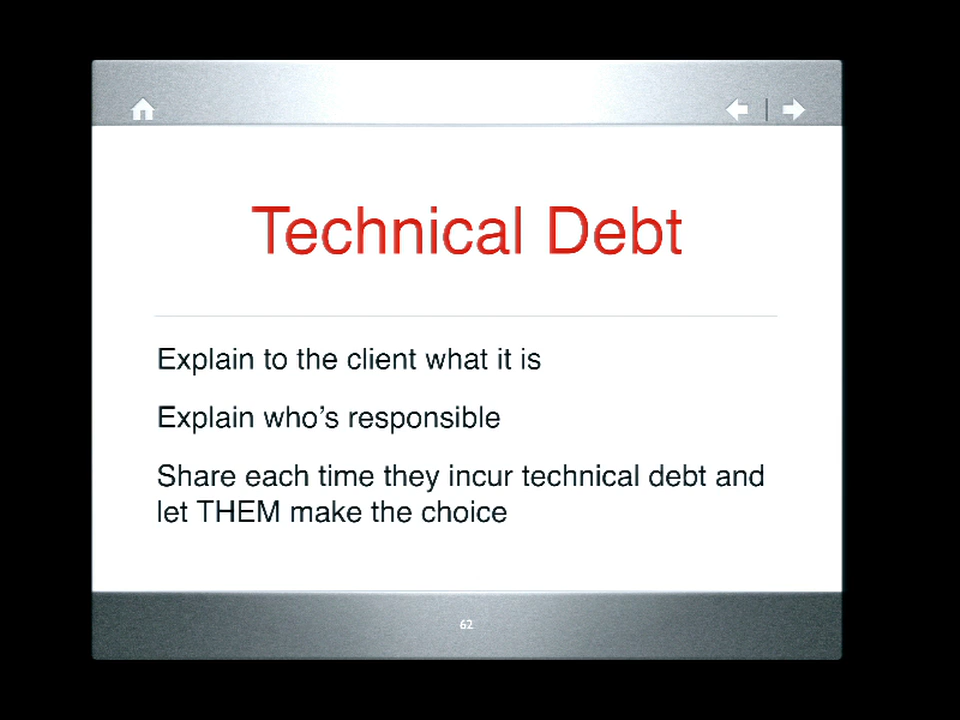 Technical Debt
Explain to the client what it is
Explain who’s responsible
Share each time they incur technical debt and
let THEM make the choice
62